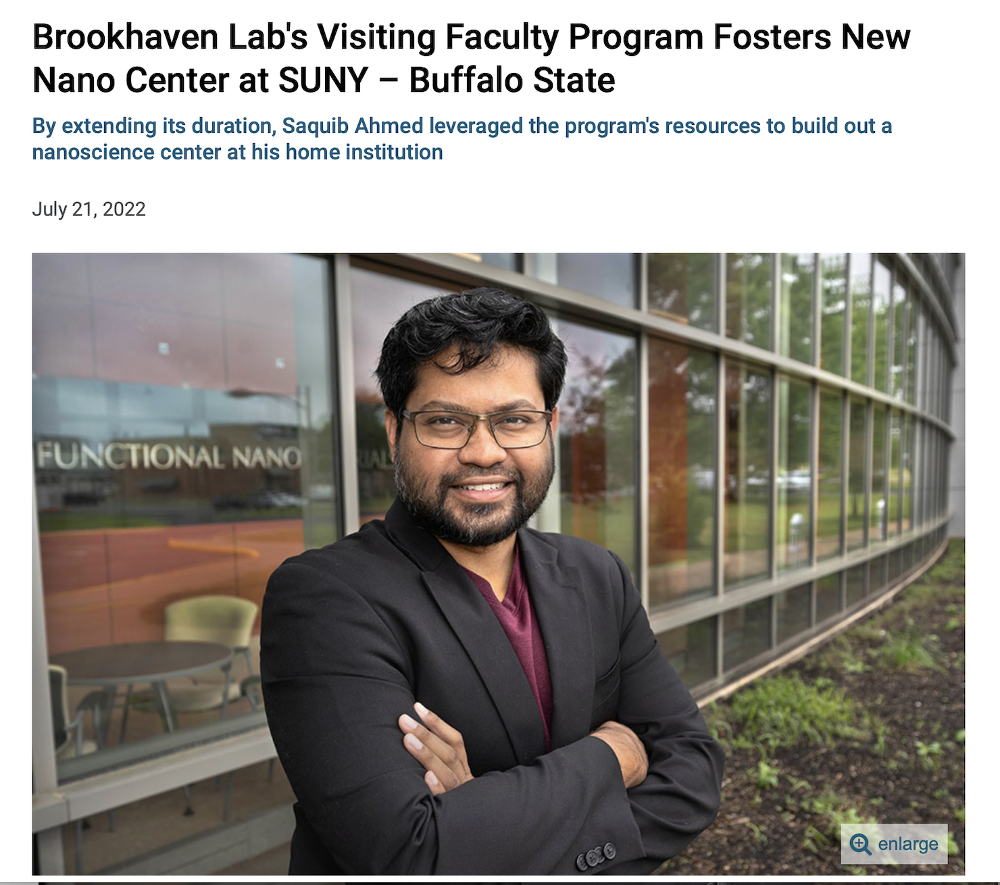 Brookhaven Lab's Visiting Faculty Program Fosters New
Nano Center at SUNY – Buffalo State
By extending its duration, Saquib Ahmed leveraged the program's resources to build out a
nanoscience center at his home institution
July 21, 2022
FUNCTIONAL NANO
enlarge